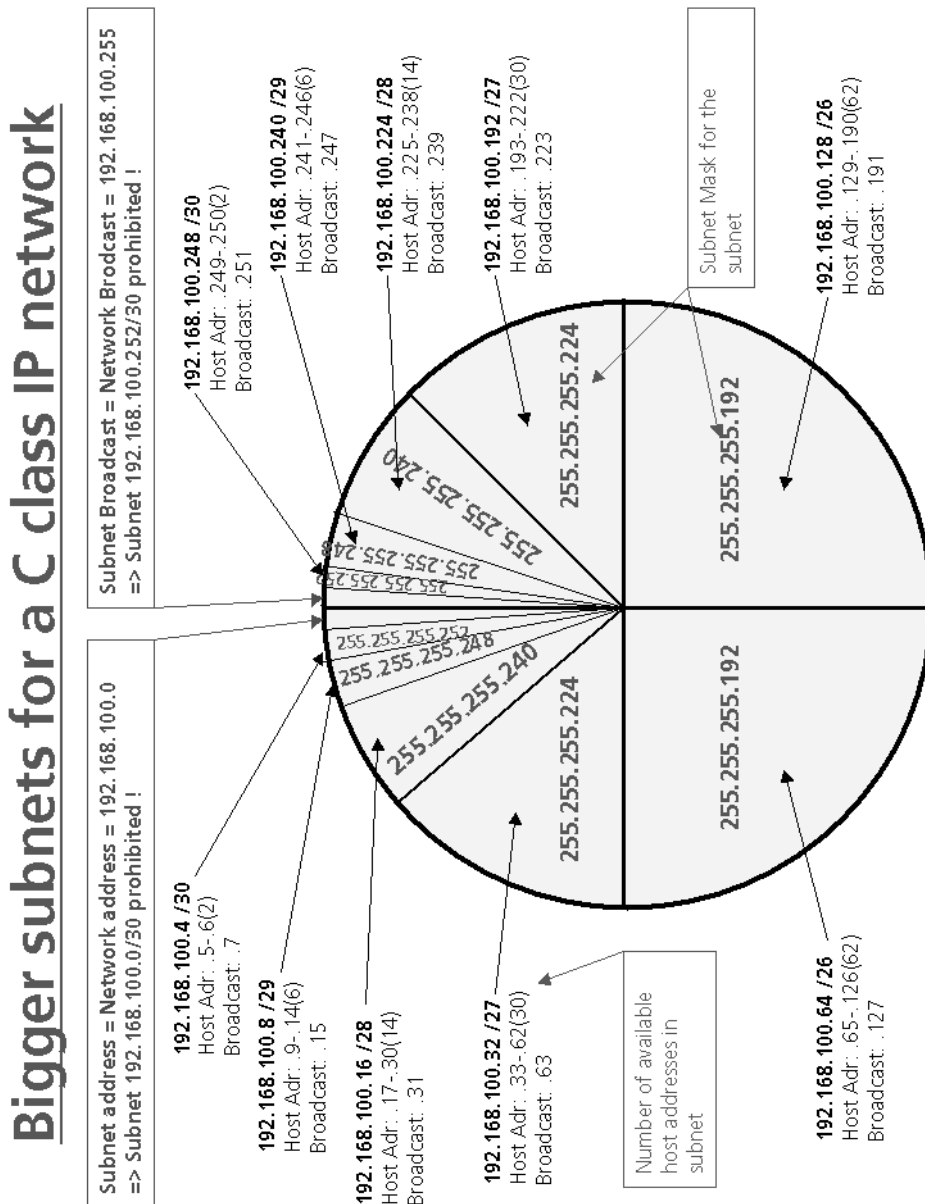 Bigger subnets for a C class IP network
Subnet address = Network address = 192.168.100.0
=> Subnet 192.168.100.0/30 prohibited !
Subnet Broadcast = Network Brodcast = 192.168.100.255
=> Subnet 192.168.100.252/30 prohibited !
192.168.100.4 /30
Host Adr: .5-.6(2)
Broadcast: .7
192.168.100.8 /29
Host Adr: .9-.14(6)
Broadcast: .15
192.168.100.16 /28
Host Adr: .17-.30(14)
Broadcast: .31
192.168.100.32 /27
Host Adr: .33-.62(30)
Broadcast: .63
Number of available
host addresses in
subnet
192.168.100.64 /26
Host Adr: .65-.126(62)
Broadcast: .127
192.168.100.248 /30
Host Adr: .249-.250(2)
Broadcast: .251
192.168.100.240 /29
Host Adr: .241-.246(6)
Broadcast: .247
192.168.100.224 /28
Host Adr: .225-.238(14)
Broadcast: .239
192.168.100.192 /27
Host Adr: .193-.222(30)
Broadcast: .223
Subnet Mask for the
subnet
192.168.100.128 /26
Host Adr: .129-.190(62)
Broadcast: .191
255.255.255.252
255.255.255.248
255.255.255.240
255.255.255.224
255.255.255.192
255.255.255.252
255.255.255.248
255.255.255.240
255.255.255.224
255.255.255.192